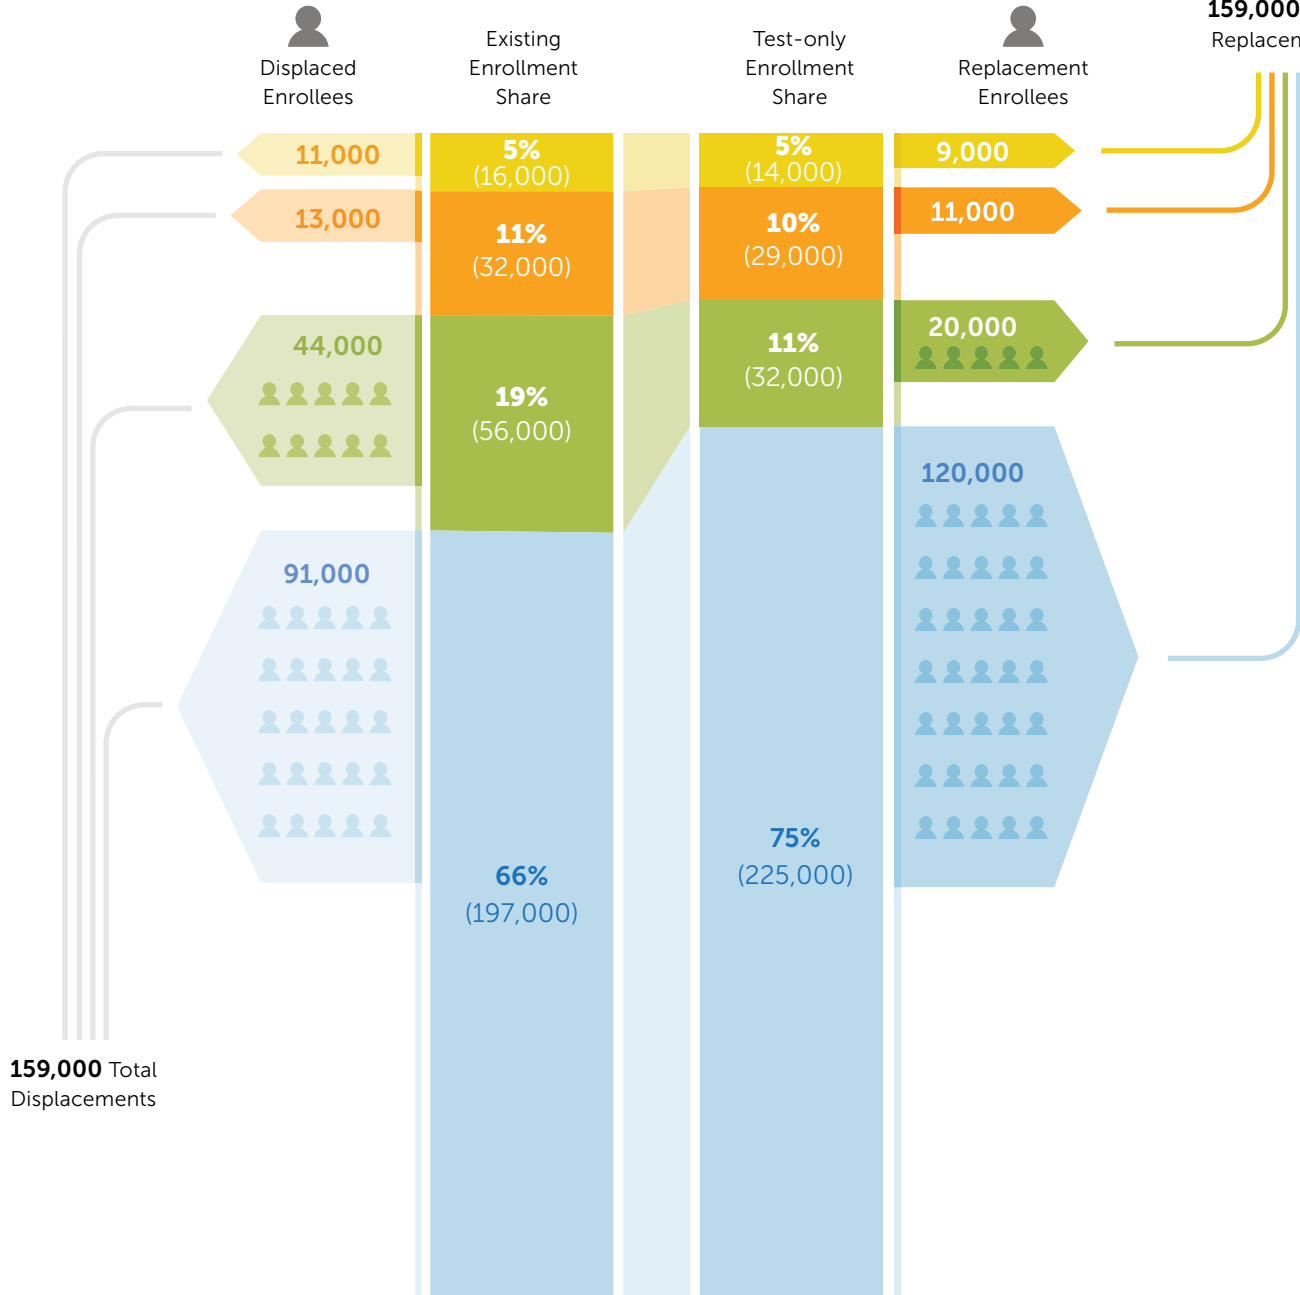 Displaced
Enrollees
Existing
Enrollment
Share
Test-only
Enrollment
Share
Replacement
Enrollees
159,000
11,000
5%
(16,000)
5%
(14,000)
9,000
13,000
11%
(32,000)
10%
(29,000)
11,000
44,000
19%
(56,000)
11%
(32,000)
20,000
91,000
66%
(197,000)
75%
(225,000)
120,000
159,000 Total
Displacements